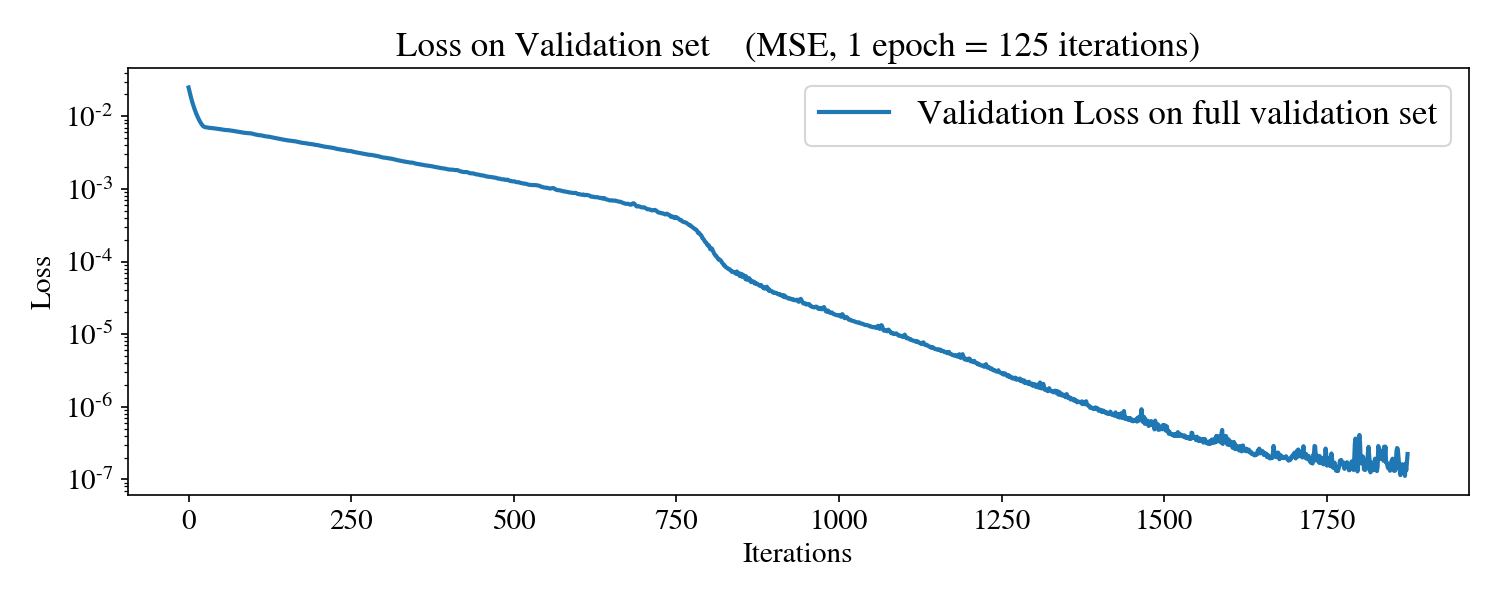 Loss on Validation set    (MSE, 1 epoch = 125 iterations)
Validation Loss on full validation set
Loss
10-2
10-3
10-4
10-5
10-6
10-7
0 250 500 750 1000 1250 1500 1750
Iterations